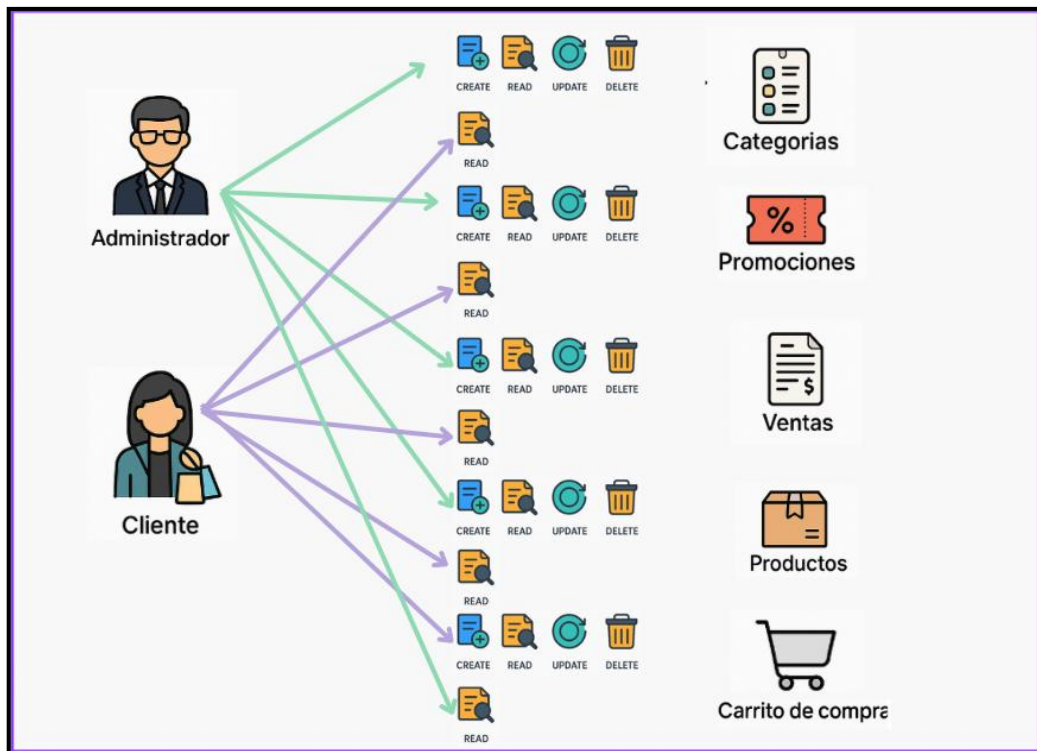 CREATE READ UPDATE DELETE
Categorias
READ
Administrador
CREATE READ UPDATE DELETE
%
Promociones
READ
CREATE READ UPDATE DELETE
$
Ventas
READ
Cliente
CREATE READ UPDATE DELETE
Productos
READ
CREATE READ UPDATE DELETE
Carrito de compra
READ